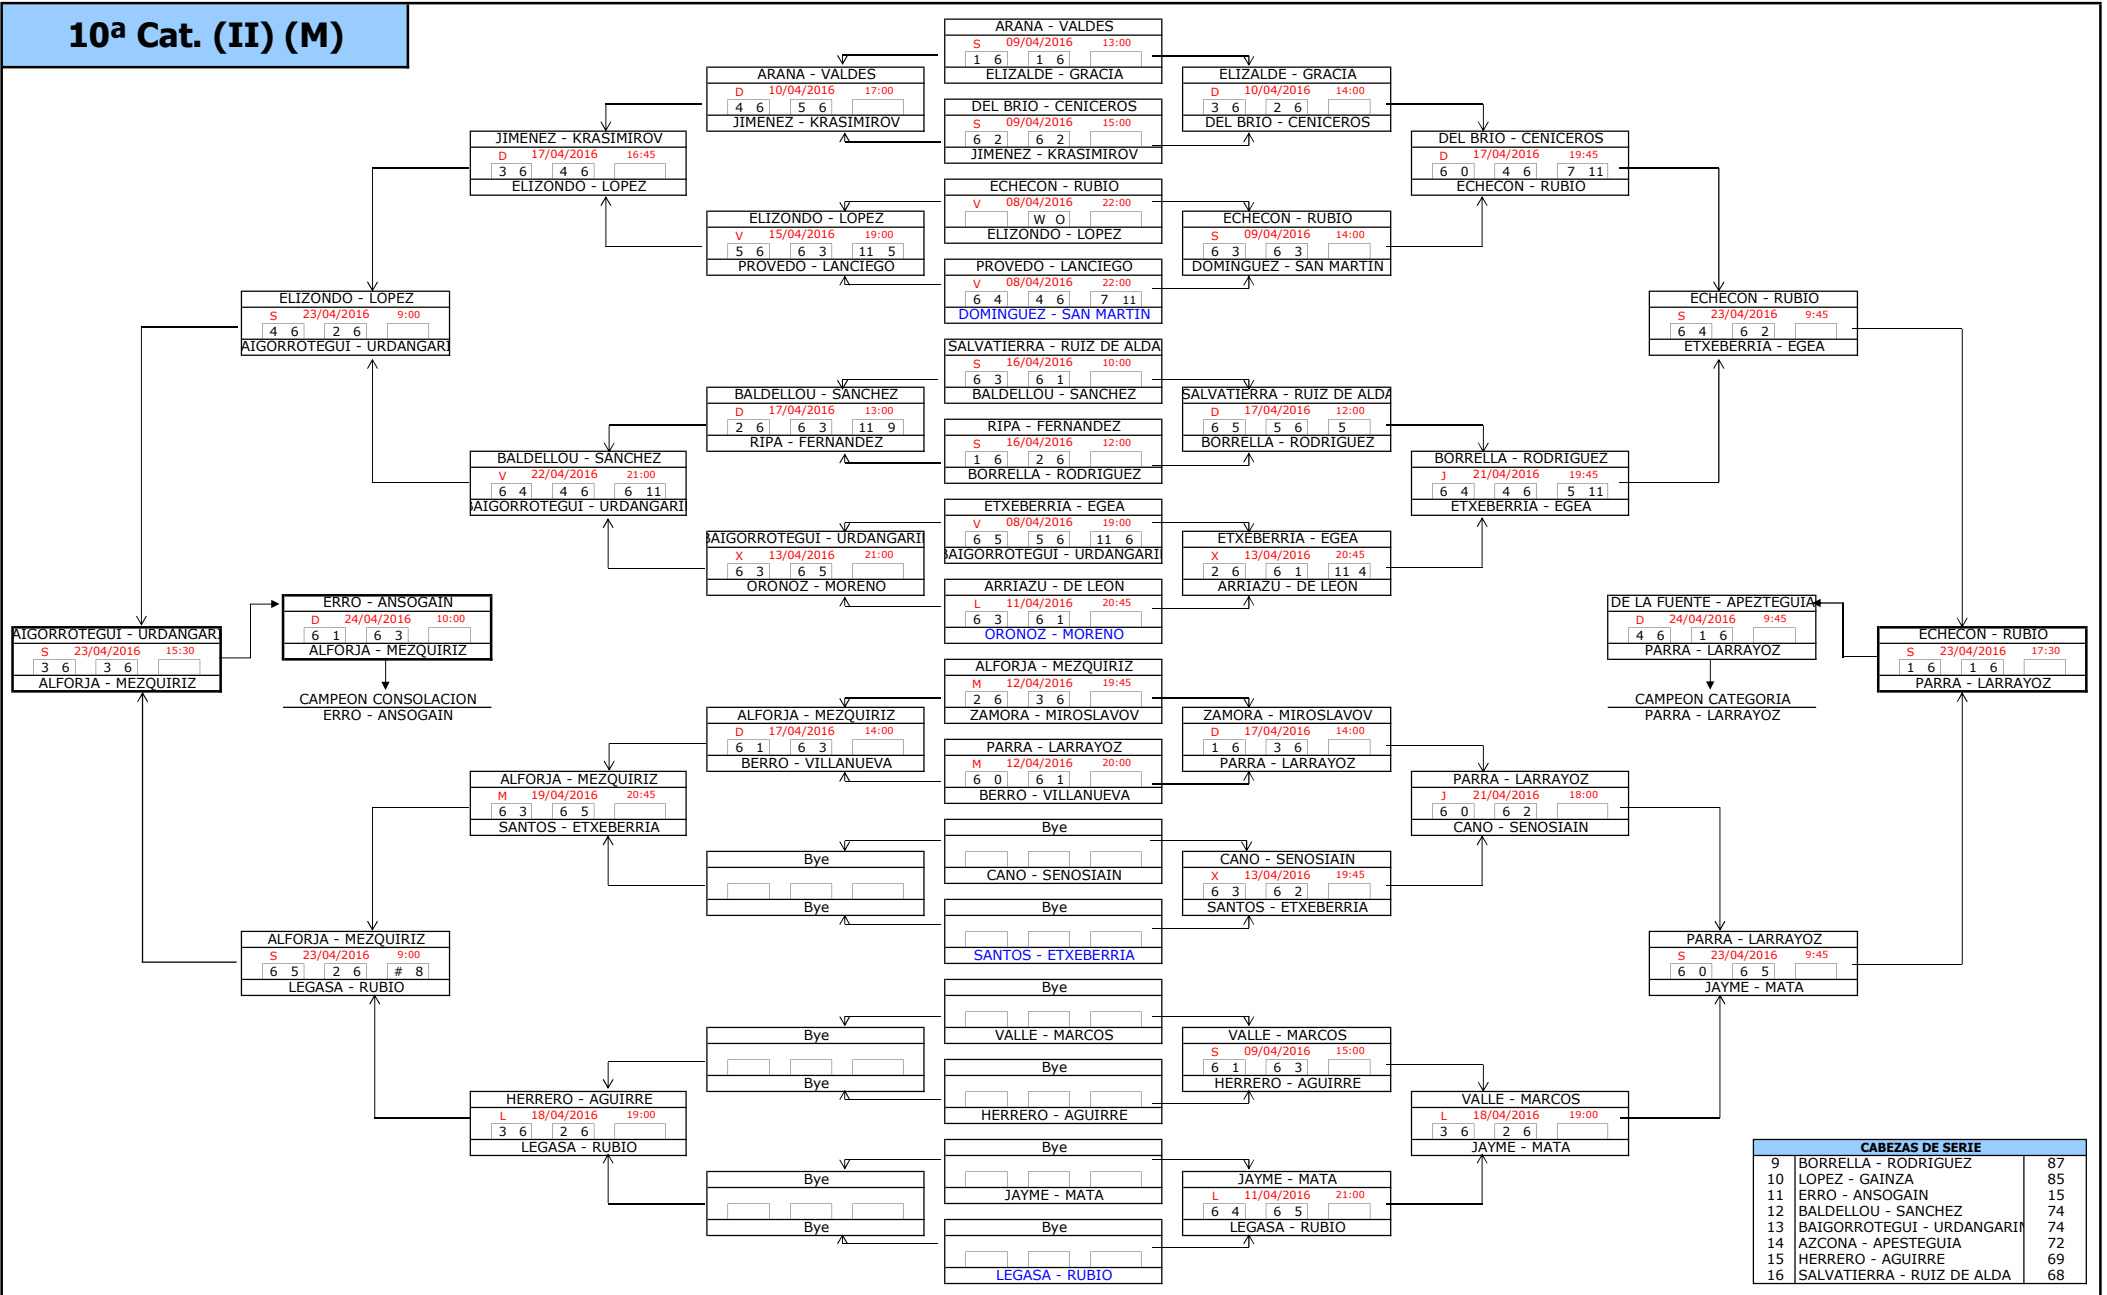 10ª Cat. (II) (M)
ARANA - VALDES
S 09/04/2016 13:00
1 6 1 6
ELIZALDE - GRACIA
DEL BRIO - CENICEROS
S 09/04/2016 15:00
6 2 6 2
JIMENEZ - KRASIMIROV
ECHECON - RUBIO
V 08/04/2016 22:00
W O
ELIZONDO - LOPEZ
PROVEDO - LANCIEGO
V 08/04/2016 22:00
6 4 4 6 7 11
DOMINGUEZ - SAN MARTIN
SALVATIERRA - RUIZ DE ALDA
S 16/04/2016 10:00
6 3 6 1
BALDELLOU - SANCHEZ
RIPA - FERNANDEZ
S 16/04/2016 12:00
1 6 2 6
BORRELLA - RODRIGUEZ
ETXEBERRIA - EGEA
V 08/04/2016 19:00
6 5 5 6 11 6
BAIGORROTEGUI - URDANGARI
ARRIAZU - DE LEON
L 11/04/2016 20:45
6 3 6 1
ORONOZ - MORENO
ALFORJA - MEZQUIRIZ
M 12/04/2016 19:45
2 6 3 6
ZAMORA - MIROSLAVOV
PARRA - LARRAYOZ
M 12/04/2016 20:00
6 0 6 1
BERRO - VILLANUEVA
Bye
CANO - SENOSIAIN
Bye
SANTOS - ETXEBERRIA
Bye
VALLE - MARCOS
Bye
HERRERO - AGUIRRE
Bye
JAYME - MATA
Bye
LEGASA - RUBIO
ARANA - VALDES
D 10/04/2016 17:00
4 6 5 6
JIMENEZ - KRASIMIROV
ELIZONDO - LOPEZ
V 15/04/2016 19:00
5 6 6 3 11 5
PROVEDO - LANCIEGO
BALDELLOU - SANCHEZ
D 17/04/2016 13:00
2 6 6 3 11 9
RIPA - FERNANDEZ
BAIGORROTEGUI - URDANGARI
X 13/04/2016 21:00
6 3 6 5
ORONOZ - MORENO
ALFORJA - MEZQUIRIZ
D 17/04/2016 14:00
6 1 6 3
BERRO - VILLANUEVA
Bye
Bye
Bye
Bye
Bye
Bye
JIMENEZ - KRASIMIROV
D 17/04/2016 16:45
3 6 4 6
ELIZONDO - LOPEZ
BALDELLOU - SANCHEZ
V 22/04/2016 21:00
6 4 4 6 6 11
BAIGORROTEGUI - URDANGARI
ALFORJA - MEZQUIRIZ
M 19/04/2016 20:45
6 3 6 5
SANTOS - ETXEBERRIA
HERRERO - AGUIRRE
L 18/04/2016 19:00
3 6 2 6
LEGASA - RUBIO
ELIZONDO - LOPEZ
S 23/04/2016 9:00
4 6 2 6
AIGORROTEGUI - URDANGARI
ALFORJA - MEZQUIRIZ
S 23/04/2016 9:00
6 5 2 6 # 8
LEGASA - RUBIO
AIGORROTEGUI - URDANGARI
S 23/04/2016 15:30
3 6 3 6
ALFORJA - MEZQUIRIZ
ERRO - ANSOGAIN
D 24/04/2016 10:00
6 1 6 3
ALFORJA - MEZQUIRIZ
CAMPEON CONSOLACION
ERRO - ANSOGAIN
ELIZALDE - GRACIA
D 10/04/2016 14:00
3 6 2 6
DEL BRIO - CENICEROS
ECHECON - RUBIO
S 09/04/2016 14:00
6 3 6 3
DOMINGUEZ - SAN MARTIN
SALVATIERRA - RUIZ DE ALDA
D 17/04/2016 12:00
6 5 5 6 5
BORRELLA - RODRIGUEZ
ETXEBERRIA - EGEA
X 13/04/2016 20:45
2 6 6 1 11 4
ARRIAZU - DE LEON
ZAMORA - MIROSLAVOV
D 17/04/2016 14:00
1 6 3 6
PARRA - LARRAYOZ
CANO - SENOSIAIN
X 13/04/2016 19:45
6 3 6 2
SANTOS - ETXEBERRIA
VALLE - MARCOS
S 09/04/2016 15:00
6 1 6 3
HERRERO - AGUIRRE
JAYME - MATA
L 11/04/2016 21:00
6 4 6 5
LEGASA - RUBIO
DEL BRIO - CENICEROS
D 17/04/2016 19:45
6 0 4 6 7 11
ECHECON - RUBIO
BORRELLA - RODRIGUEZ
J 21/04/2016 19:45
6 4 4 6 5 11
ETXEBERRIA - EGEA
PARRA - LARRAYOZ
J 21/04/2016 18:00
6 0 6 2
CANO - SENOSIAIN
VALLE - MARCOS
L 18/04/2016 19:00
3 6 2 6
JAYME - MATA
ECHECON - RUBIO
S 23/04/2016 9:45
6 4 6 2
ETXEBERRIA - EGEA
PARRA - LARRAYOZ
S 23/04/2016 9:45
6 0 6 5
JAYME - MATA
DE LA FUENTE - APEZTEGUIA
D 24/04/2016 9:45
4 6 1 6
PARRA - LARRAYOZ
CAMPEON CATEGORIA
PARRA - LARRAYOZ
ECHECON - RUBIO
S 23/04/2016 17:30
1 6 1 6
PARRA - LARRAYOZ
CABEZAS DE SERIE
9 BORRELLA - RODRIGUEZ 87
10 LOPEZ - GAINZA 85
11 ERRO - ANSOGAIN 15
12 BALDELLOU - SANCHEZ 74
13 BAIGORROTEGUI - URDANGARIN 74
14 AZCONA - APESTEGUIA 72
15 HERRERO - AGUIRRE 69
16 SALVATIERRA - RUIZ DE ALDA 68